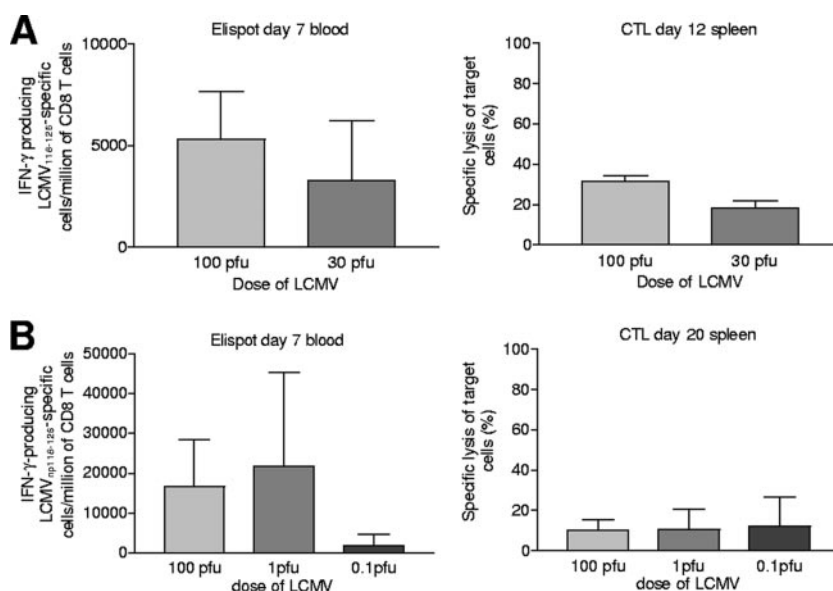 A
Elispot day 7 blood
IFN-γ producing
LCMV118-125-specific
cells/million of CD8 T cells
10000
5000
0
100 pfu 30 pfu
Dose of LCMV
CTL day 12 spleen
Specific lysis of target
cells (%)
100
80
60
40
20
0
100 pfu 30 pfu
Dose of LCMV
B
Elispot day 7 blood
IFN-γ-producing
LCMVnp118-125-specific
cells/million of CD8 T cells
50000
40000
30000
20000
10000
0
100 pfu 1pfu 0.1pfu
dose of LCMV
CTL day 20 spleen
Specific lysis of target
cells (%)
100
80
60
40
20
0
100 pfu 1pfu 0.1pfu
dose of LCMV